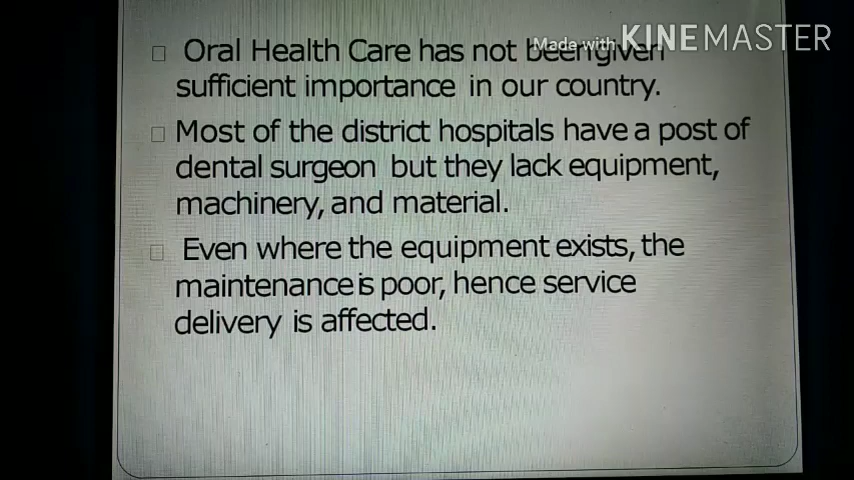 Made with KINEMASTER
□ Oral Health Care has not been given
sufficient importance in our country.
□ Most of the district hospitals have a post of
dental surgeon but they lack equipment,
machinery, and material.
□ Even where the equipment exists, the
maintenance is poor, hence service
delivery is affected.